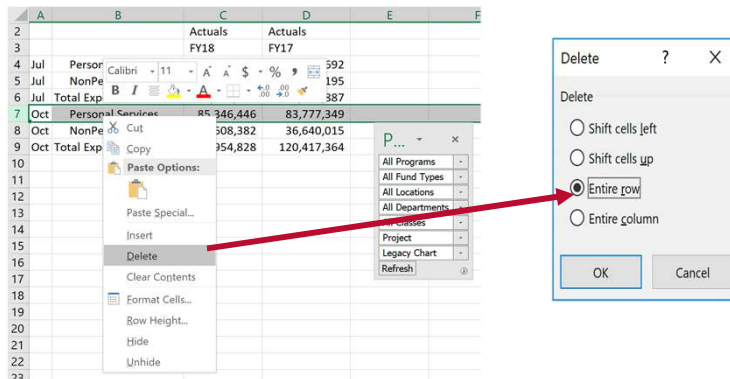 A B C D E F
2 Actuals Actuals
3 FY18 FY17
4 Jul Person 592
5 Jul NonPe 195
6 Jul Total Exp 387
Calibri 11 A A $ % ,
B I A .0 .00
7 Oct Personal Services 85,346,446 83,777,349
8 Oct NonPe 508,382 36,640,015
9 Oct Total Exp 954,828 120,417,364
10
11
12
13
14
15
16
17
18
19
20
21
22
23
Cut
Copy
Paste Options:
Paste Special...
Insert
Delete
Clear Contents
Format Cells...
Row Height...
Hide
Unhide
P... ×
All Programs
All Fund Types
All Locations
All Departments
All Classes
Project
Legacy Chart
Refresh
Delete ? X
Delete
Shift cells left
Shift cells up
Entire row
Entire column
OK Cancel